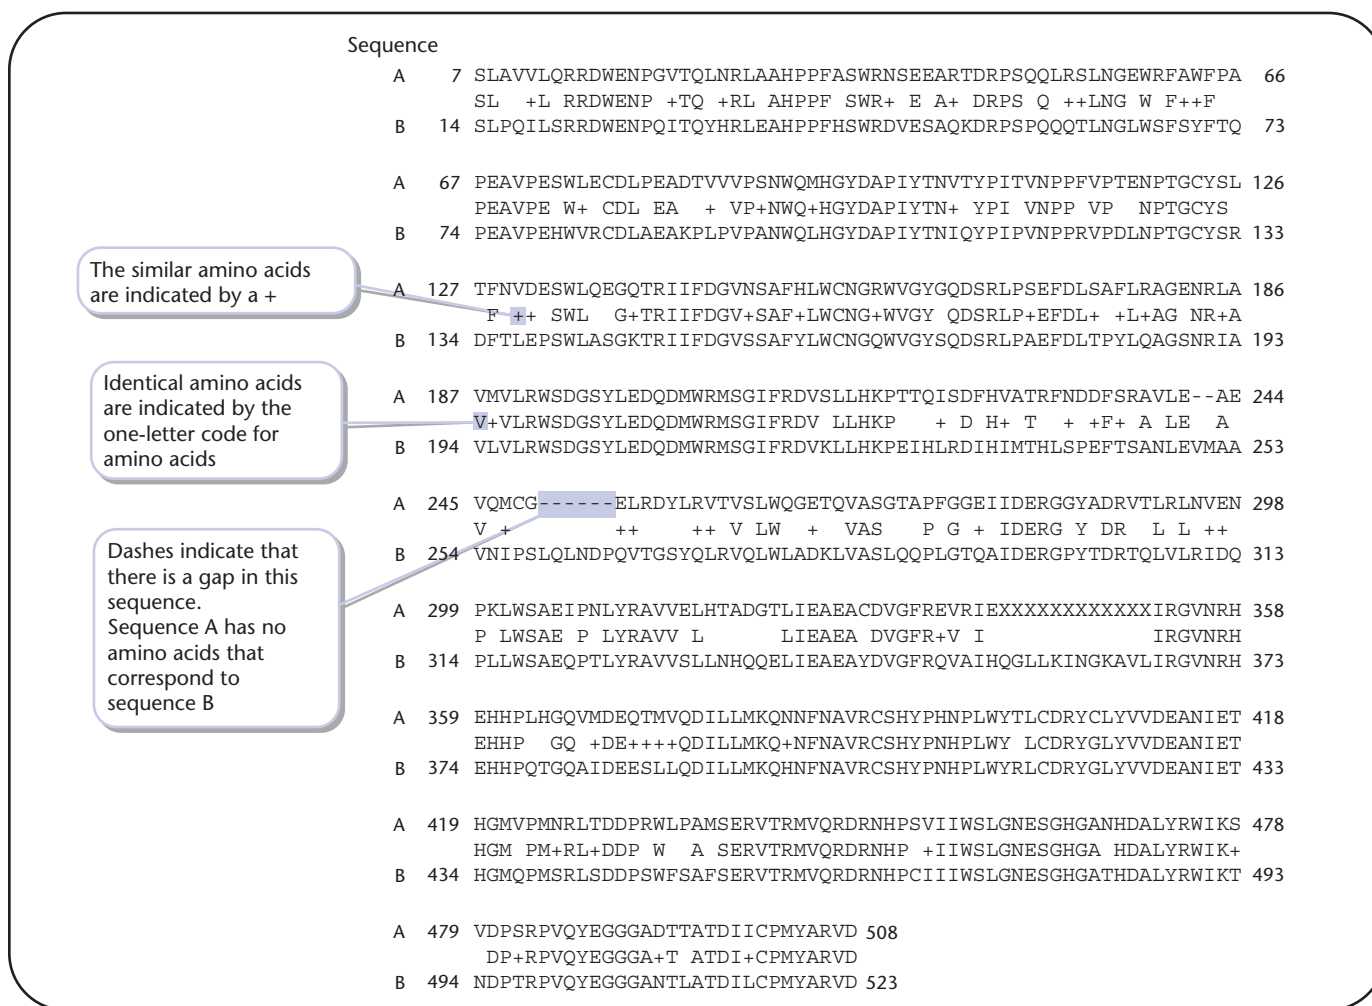 Sequence
A 7 SLAVVLQRRDWENPGVTQLNRLAAHPPFASWRNSEEARTDRPSQQLRSLNGEWRFAWFPA 66
SL  +L RRDWENP +TQ +RL AHPPF SWR+ E A+ DRPS Q ++LNG W F++F
B 14 SLPQILSRRDWENPQITQYHRLEAHPPFHSWRDVESAQKDRPSPQQQTLNGLWSFSYFTQ 73
A 67 PEAVPESWLECDLPEADTVVVPSNWQMHGYDAPIYTNVTYPITVNPPFVPTENPTGCYSL 126
PEAVPE W+ CDL EA  + VP+NWQ+HGYDAPIYTN+ YPI VNPP VP  NPTGCYS
B 74 PEAVPEHWVRCDLAEAKPLPVPANWQLHGYDAPIYTNIQYPIPVNPPRVPDLNPTGCYSR 133
The similar amino acids
are indicated by a +
A 127 TFNVDESWLQEGQTRIIFDGVNSAFHLWCNGRWVGYGQDSRLPSEFDLSAFLRAGENRLA 186
F ++ SWL  G+TRIIFDGV+SAF+LWCNG+WVGY QDSRLP+EFDL+ +L+AG NR+A
B 134 DFTLEPSWLASGKTRIIFDGVSSAFYLWCNGQWVGYSQDSRLPAEFDLTPYLQAGSNRIA 193
Identical amino acids
are indicated by the
one-letter code for
amino acids
A 187 VMVLRWSDGSYLEDQDMWRMSGIFRDVSLLHKPTTQISDFHVATRFNDDFSRAVLE--AE 244
V+VLRWSDGSYLEDQDMWRMSGIFRDV LLHKP   + D H+ T  + +F+ A LE  A
B 194 VLVLRWSDGSYLEDQDMWRMSGIFRDVKLLHKPEIHLRDIHIMTHLSPEFTSANLEVMAA 253
A 245 VQMCG------ELRDYLRVTVSLWQGETQVASGTAPFGGEIIDERGGYADRVTLRLNVEN 298
V +        ++    ++ V LW  + VAS   P G + IDERG Y DR  L L ++
B 254 VNIPSLQLNDPQVTGSYQLRVQLWLADKLVASLQQPLGTQAIDERGPYTDRTQLVLRIDQ 313
Dashes indicate that
there is a gap in this
sequence.
Sequence A has no
amino acids that
correspond to
sequence B
A 299 PKLWSAEIPNLYRAVVELHTADGTLIEAEACDVGFREVRIEXXXXXXXXXXXXIRGVNRH 358
P LWSAE P LYRAVV L      LIEAEA DVGFR+V I             IRGVNRH
B 314 PLLWSAEQPTLYRAVVSLLNHQQELIEAEAYDVGFRQVAIHQGLLKINGKAVLIRGVNRH 373
A 359 EHHPLHGQVMDEQTMVQDILLMKQNNFNAVRCSHYPHNPLWYTLCDRYCLYVVDEANIET 418
EHHP  GQ +DE++++QDILLMKQ+NFNAVRCSHYPNHPLWY LCDRYGLYVVDEANIET
B 374 EHHPQTGQAIDEESLLQDILLMKQHNFNAVRCSHYPNHPLWYRLCDRYGLYVVDEANIET 433
A 419 HGMVPMNRLTDDPRWLPAMSERVTRMVQRDRNHPSVIIWSLGNESGHGANHDALYRWIKS 478
HGM PM+RL+DDP W  A SERVTRMVQRDRNHP +IIWSLGNESGHGA HDALYRWIK+
B 434 HGMQPMSRLSDDPSWFSAFSERVTRMVQRDRNHPCIIIWSLGNESGHGATHDALYRWIKT 493
A 479 VDPSRPVQYEGGGADTTATDIICPMYARVD 508
DP+RPVQYEGGGA+T ATDI+CPMYARVD
B 494 NDPTRPVQYEGGGANTLATDILCPMYARVD 523